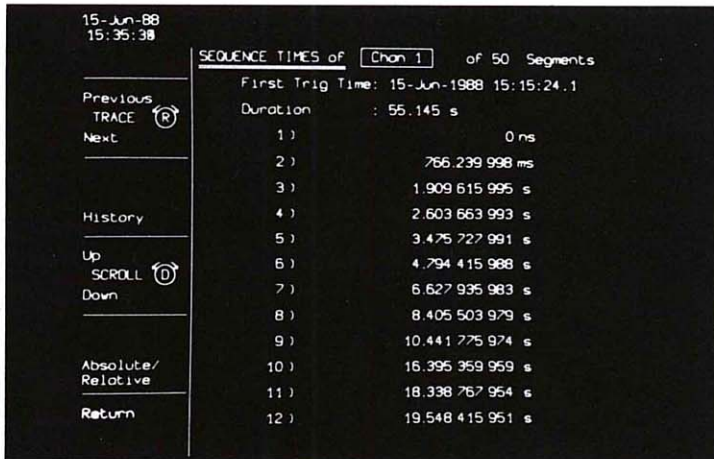 15-Jun-88
15:35:38
SEQUENCE TIMES of Chan 1 of 50 Segments
First Trig Time: 15-Jun-1988 15:15:24.1
Duration : 55.145 s
Previous
TRACE R
Next
History
Up
SCROLL D
Down
Absolute/
Relative
Return
1) 0 ns
2) 766.239 998 ms
3) 1.909 615 995 s
4) 2.603 663 993 s
5) 3.475 727 991 s
6) 4.794 415 988 s
7) 6.627 935 983 s
8) 8.405 503 979 s
9) 10.441 775 974 s
10) 16.395 359 959 s
11) 18.338 767 954 s
12) 19.548 415 951 s